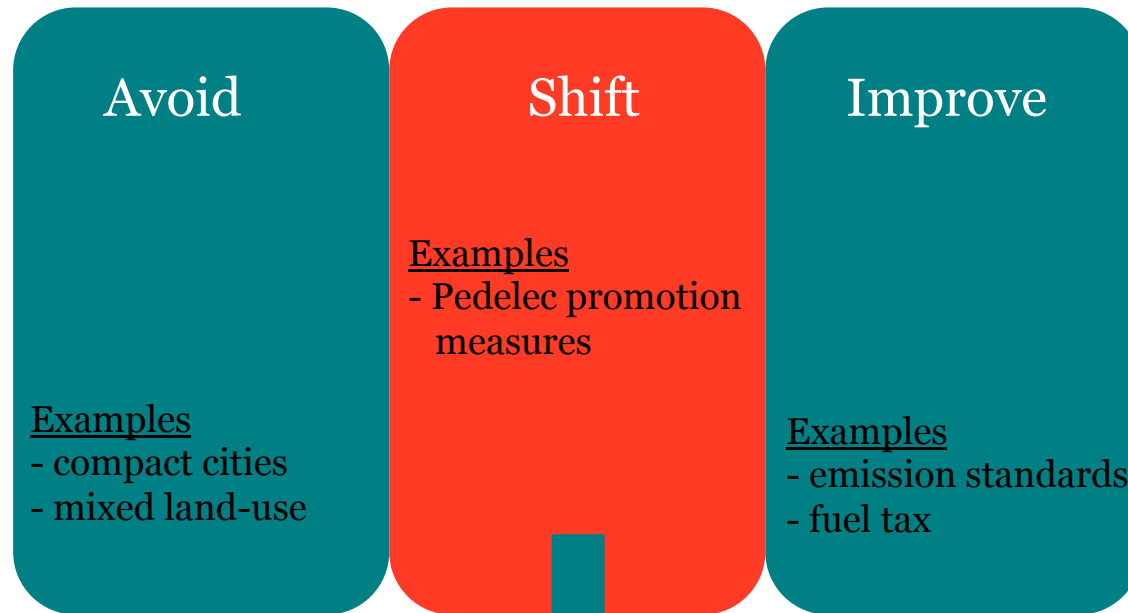 Avoid
Examples
- compact cities
- mixed land-use
Shift
Examples
- Pedelec promotion
measures
Improve
Examples
- emission standards
- fuel tax